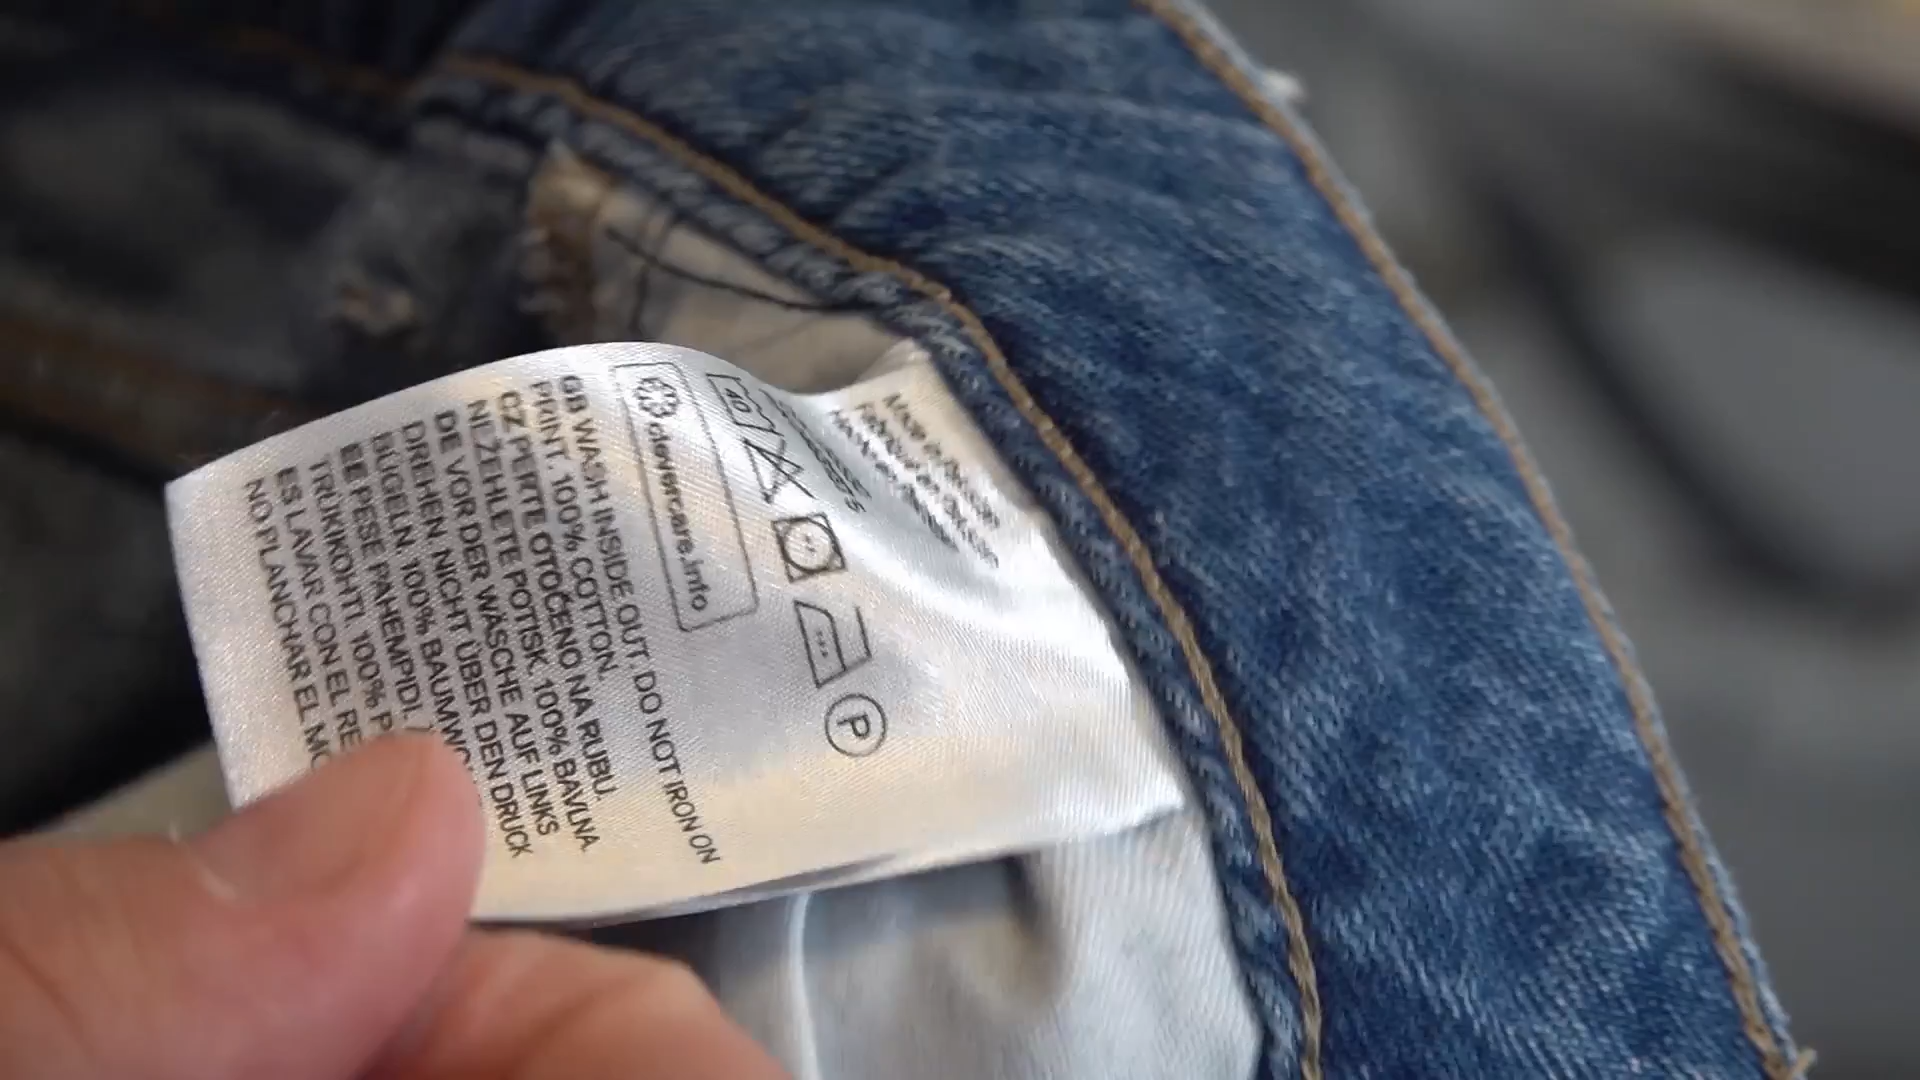 Made in
40
P
clevercare.info
GB WASH INSIDE OUT. DO NOT IRON ON
PRINT. 100% COTTON.
CZ PERTE OTOČENO NA RUBU.
NEŽEHLETE POTISK. 100% BAVLNA.
DE VOR DER WÄSCHE AUF LINKS
DREHEN. NICHT ÜBER DEN DRUCK
BÜGELN. 100% BAUMWO
EE PESE PAHEMPIDI.
TRÜKIKOHTI. 100% P
ES LAVAR CON EL RE
NO PLANCHAR EL MO